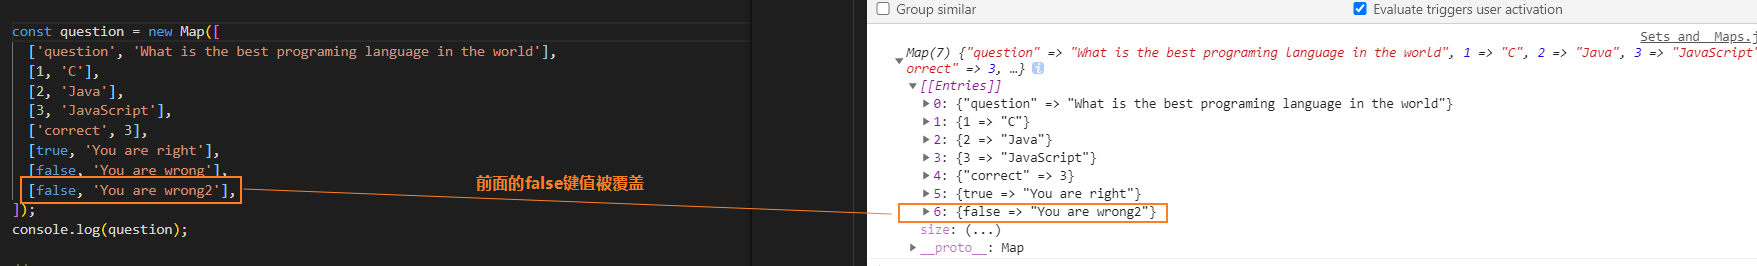 const question = new Map([
['question', 'What is the best programing language in the world'],
[1, 'C'],
[2, 'Java'],
[3, 'JavaScript'],
['correct', 3],
[true, 'You are right'],
[false, 'You are wrong'],
[false, 'You are wrong2'],
]);
console.log(question);
前面的false键值被覆盖
Group similar
Evaluate triggers user activation
Sets and Maps.j
Map(7) {"question" => "What is the best programing language in the world", 1 => "C", 2 => "Java", 3 => "JavaScript"
orrect" => 3, …} i
[[Entries]]
0: {"question" => "What is the best programing language in the world"}
1: {1 => "C"}
2: {2 => "Java"}
3: {3 => "JavaScript"}
4: {"correct" => 3}
5: {true => "You are right"}
6: {false => "You are wrong2"}
size: (...)
__proto__: Map